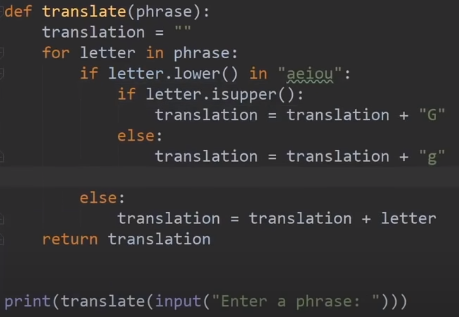 def translate(phrase):
    translation = ""
    for letter in phrase:
        if letter.lower() in "aeiou":
            if letter.isupper():
                translation = translation + "G"
            else:
                translation = translation + "g"
        else:
            translation = translation + letter
    return translation
print(translate(input("Enter a phrase: ")))